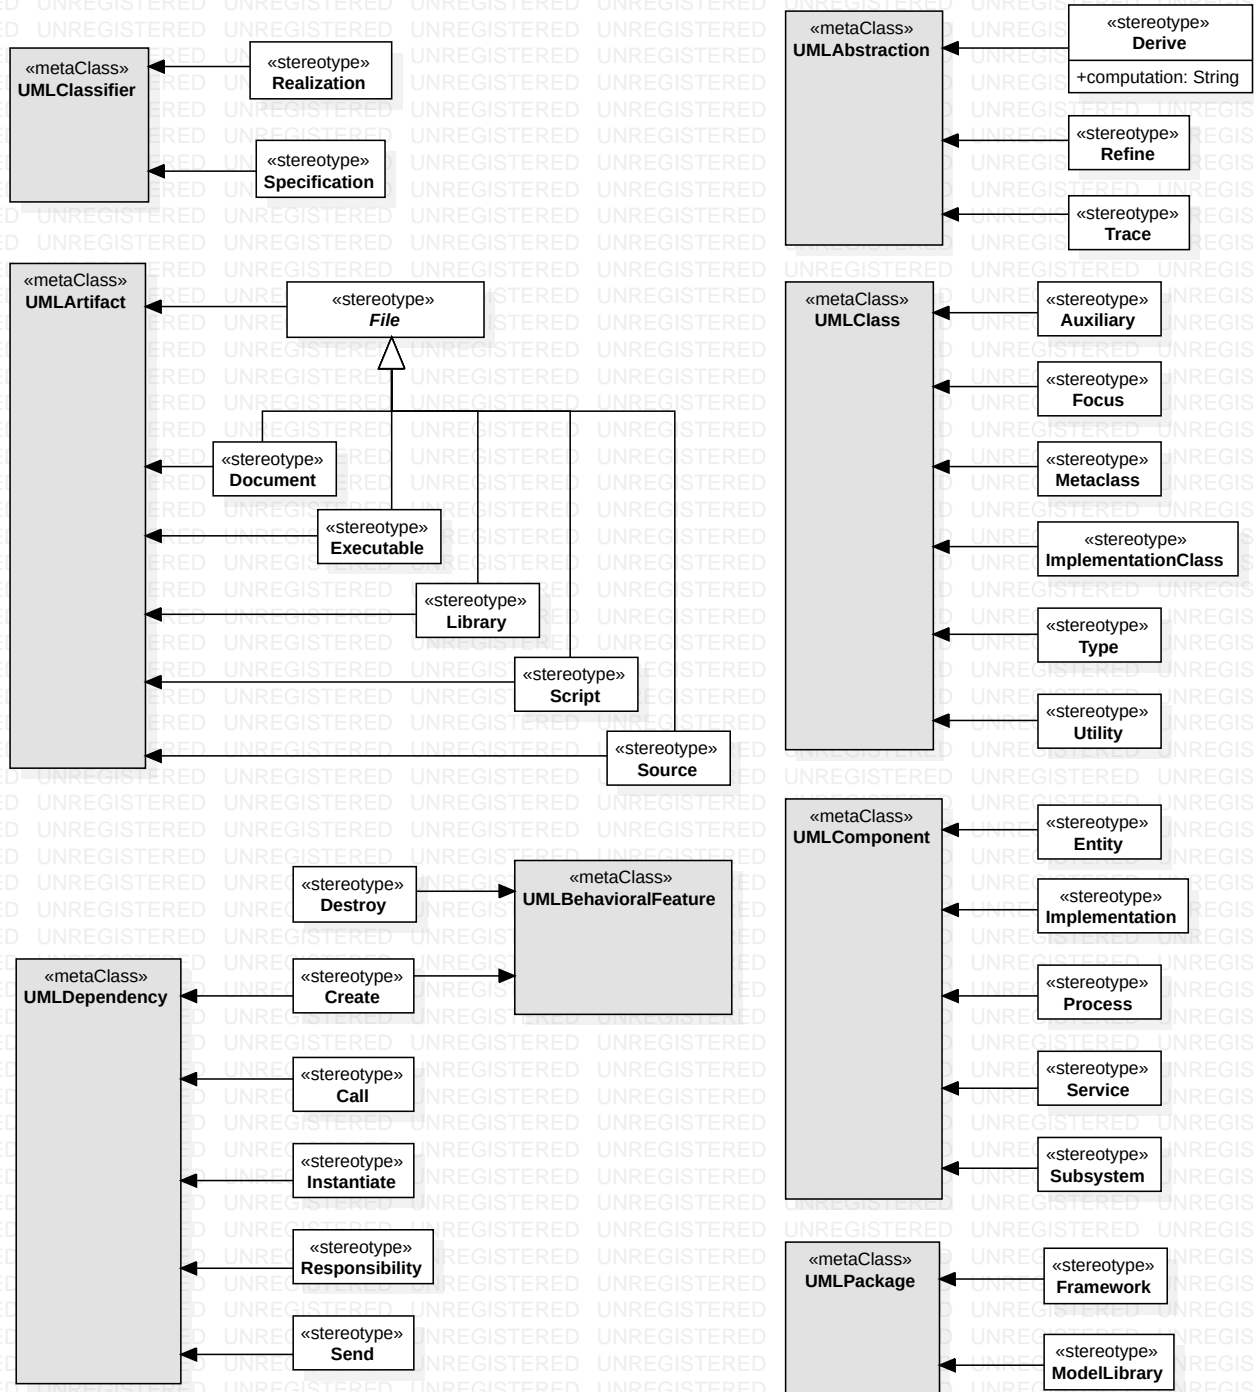 «metaClass»
UMLClassifier
«stereotype»
Realization
«stereotype»
Specification
«metaClass»
UMLArtifact
«stereotype»
File
«stereotype»
Document
«stereotype»
Executable
«stereotype»
Library
«stereotype»
Script
«stereotype»
Source
«stereotype»
Destroy
«metaClass»
UMLBehavioralFeature
«metaClass»
UMLDependency
«stereotype»
Create
«stereotype»
Call
«stereotype»
Instantiate
«stereotype»
Responsibility
«stereotype»
Send
«metaClass»
UMLAbstraction
«stereotype»
Derive
+computation: String
«stereotype»
Refine
«stereotype»
Trace
«metaClass»
UMLClass
«stereotype»
Auxiliary
«stereotype»
Focus
«stereotype»
Metaclass
«stereotype»
ImplementationClass
«stereotype»
Type
«stereotype»
Utility
«metaClass»
UMLComponent
«stereotype»
Entity
«stereotype»
Implementation
«stereotype»
Process
«stereotype»
Service
«stereotype»
Subsystem
«metaClass»
UMLPackage
«stereotype»
Framework
«stereotype»
ModelLibrary
UNREGISTERED